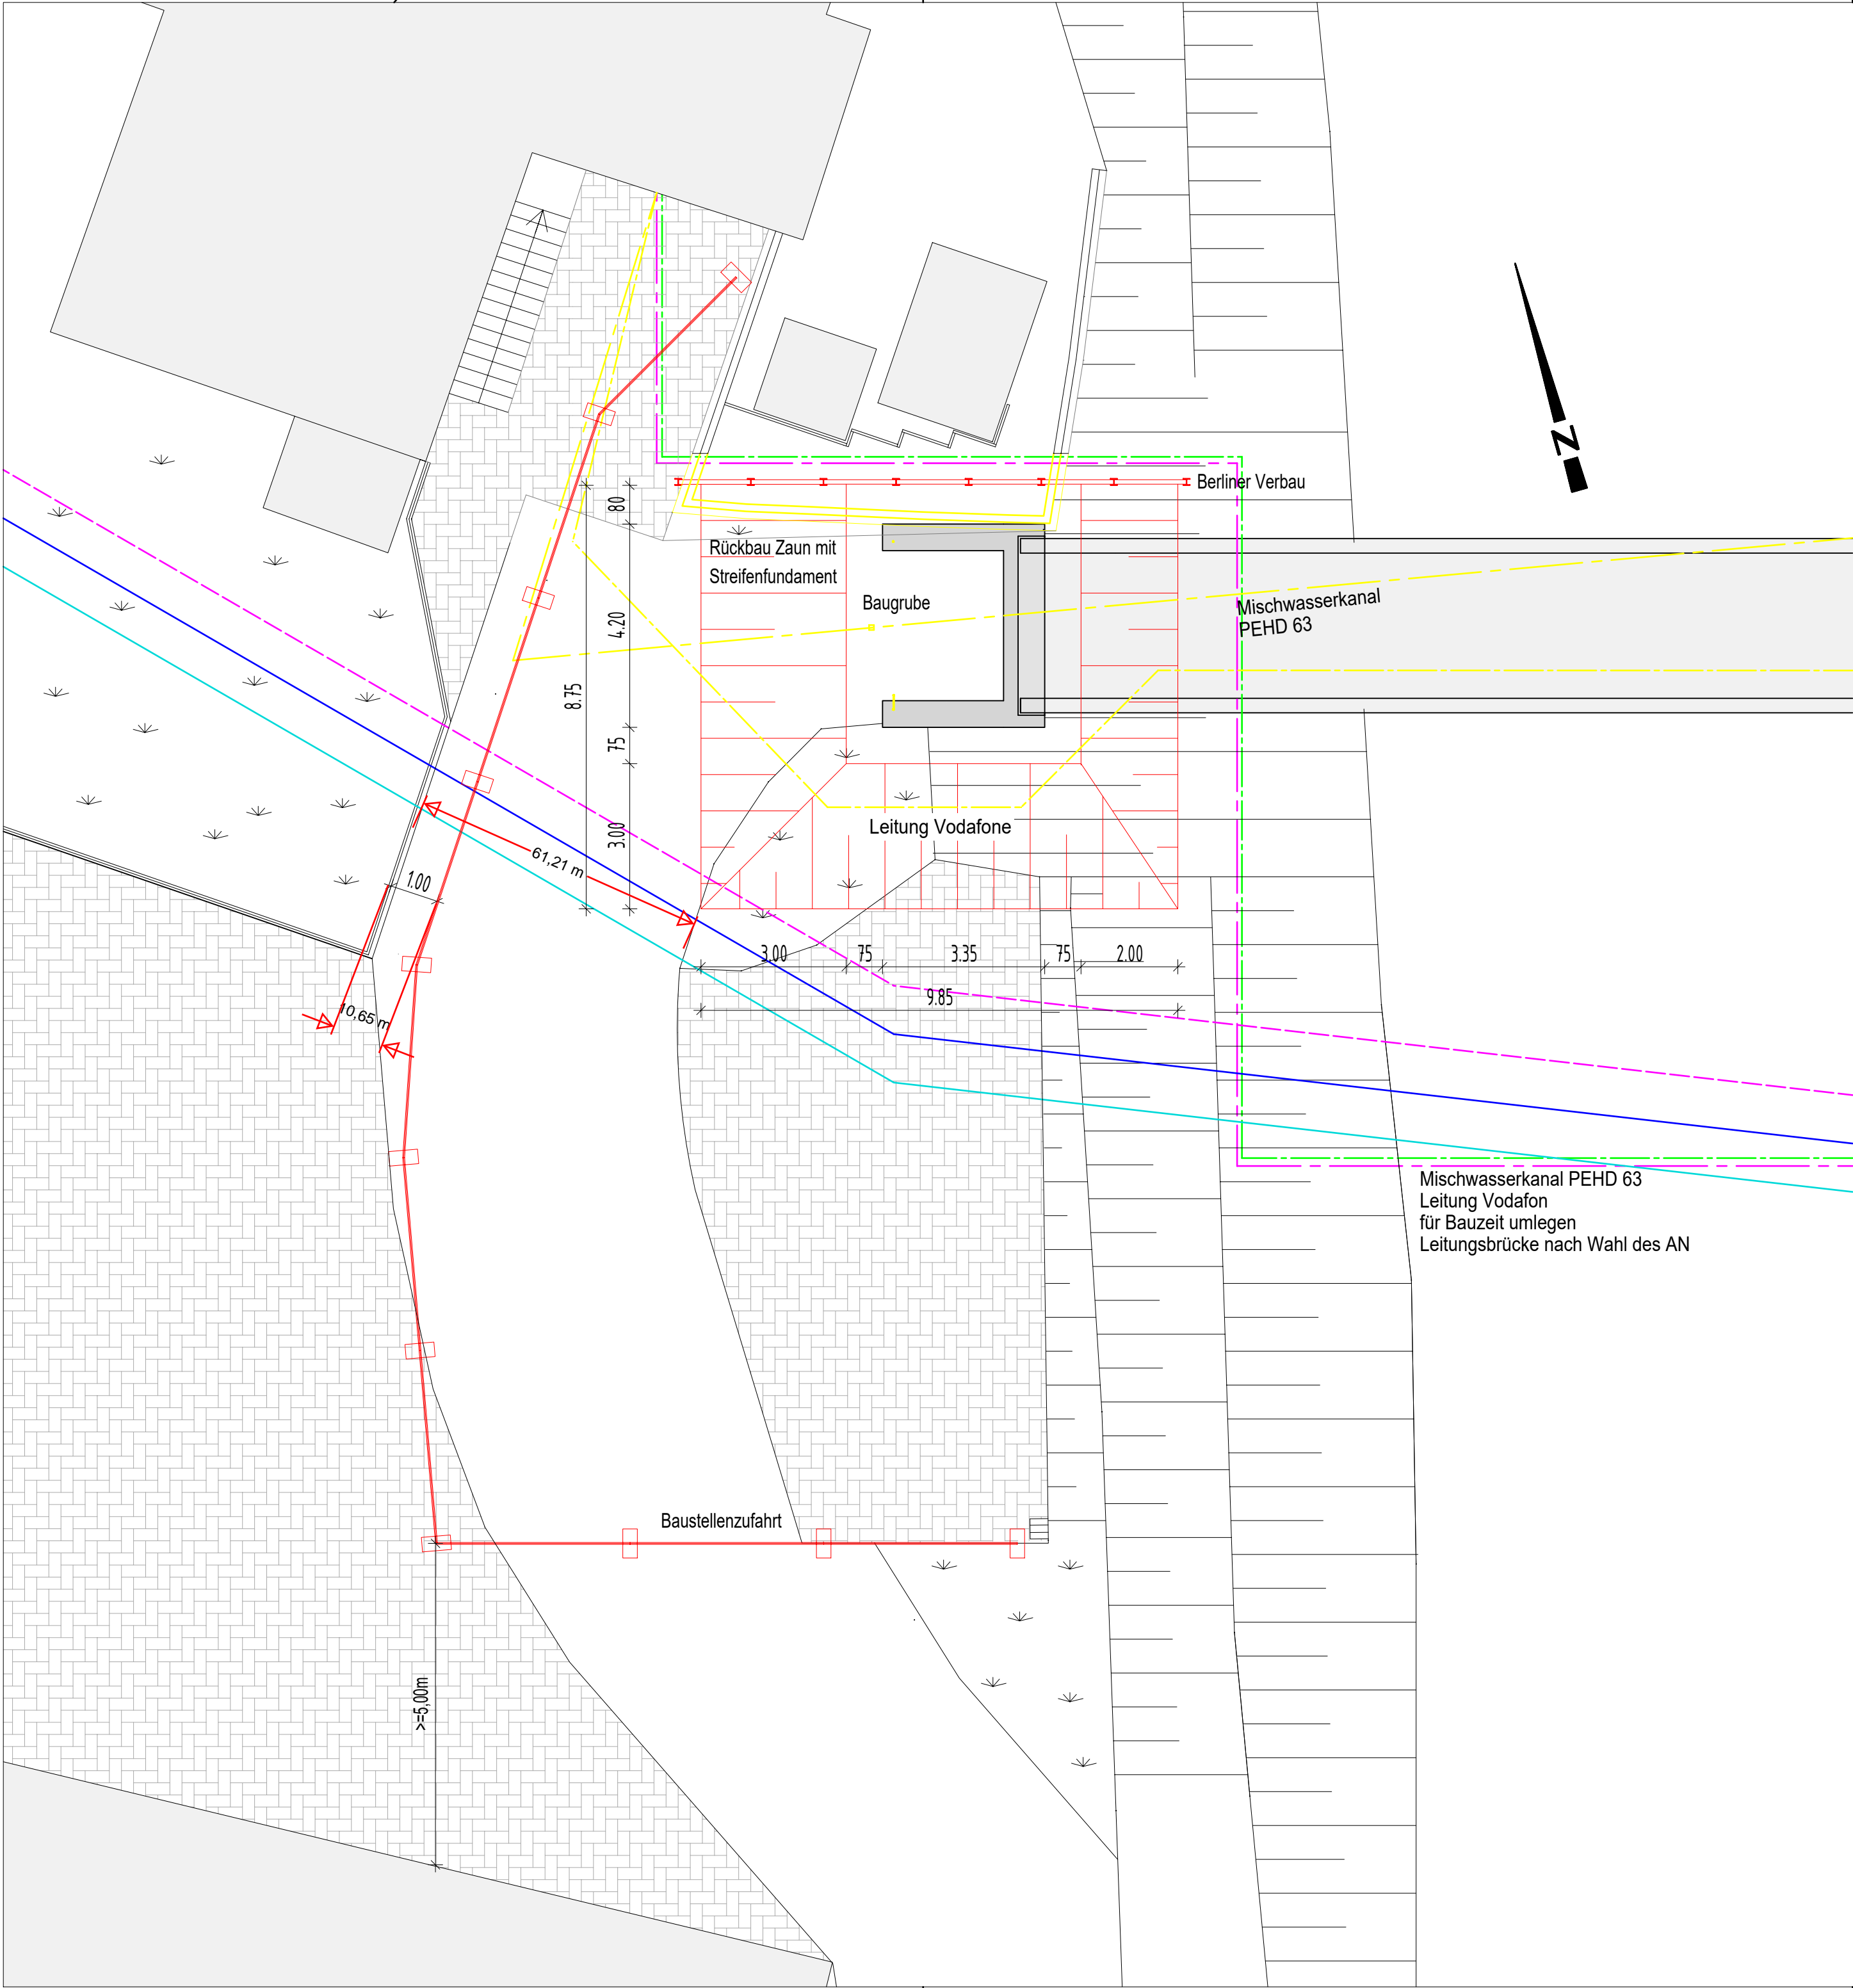 N
Berliner Verbau
80
Rückbau Zaun mit
Streifenfundament
Baugrube
4.20
Mischwasserkanal
PEHD 63
8.75
75
3.00
Leitung Vodafone
61,21 m
1.00
3.00
75
3.35
75
2.00
9.85
10,65 m
Mischwasserkanal PEHD 63
Leitung Vodafon
für Bauzeit umlegen
Leitungsbrücke nach Wahl des AN
Baustellenzufahrt
>=5,00m